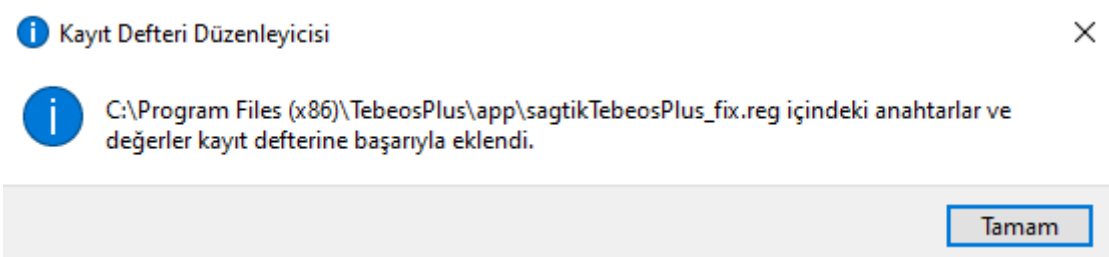 Kayıt Defteri Düzenleyicisi
C:\Program Files (x86)\TebeosPlus\app\sagtikTebeosPlus_fix.reg içindeki anahtarlar ve
değerler kayıt defterine başarıyla eklendi.
Tamam